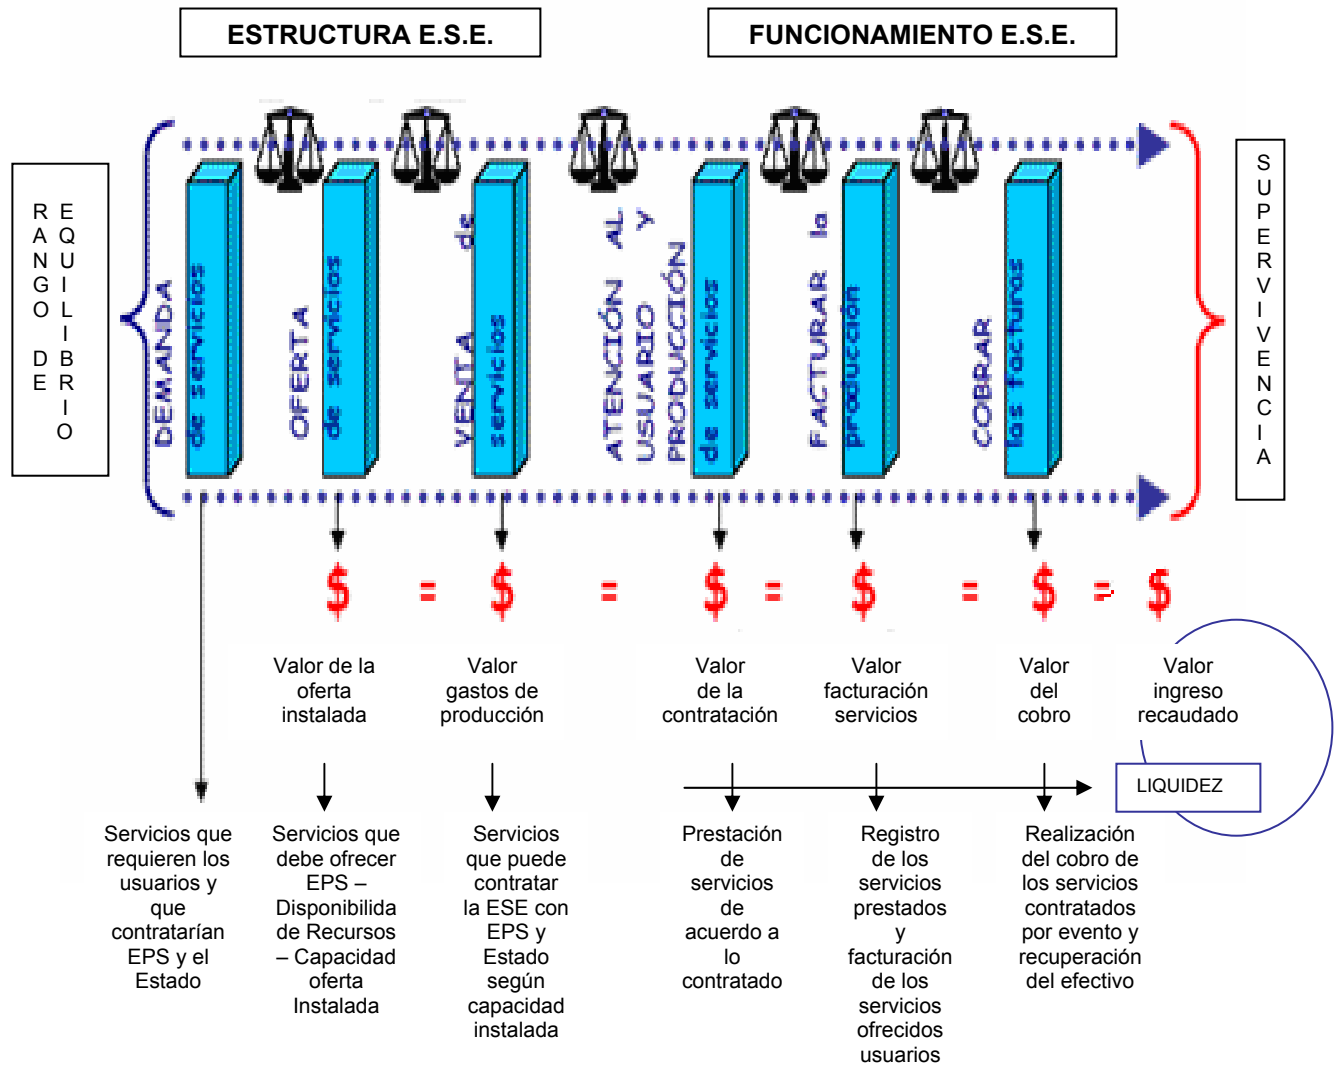 ESTRUCTURA E.S.E.
FUNCIONAMIENTO E.S.E.
RANGO DE
EQUILIBRIO
DEMANDA
de servicios
OFERTA
de servicios
VENTA de
servicios
ATENCIÓN AL
USUARIO Y
PRODUCCIÓN
de servicios
FACTURAR la
producción
COBRAR
las facturas
SUPERVIVENCIA
$ = $ = $ = $ = $ = $
Valor de la
oferta
instalada
Valor
gastos de
producción
Valor
de la
contratación
Valor
facturación
servicios
Valor
del
cobro
Valor
ingreso
recaudado
LIQUIDEZ
Servicios que
requieren los
usuarios y
que
contratarían
EPS y el
Estado
Servicios que
debe ofrecer
EPS –
Disponibilida
de Recursos
– Capacidad
oferta
Instalada
Servicios
que puede
contratar
la ESE con
EPS y
Estado
según
capacidad
instalada
Prestación
de
servicios
de
acuerdo a
lo
contratado
Registro
de los
servicios
prestados
y
facturación
de los
servicios
ofrecidos
usuarios
Realización
del cobro de
los servicios
contratados
por evento y
recuperación
del efectivo